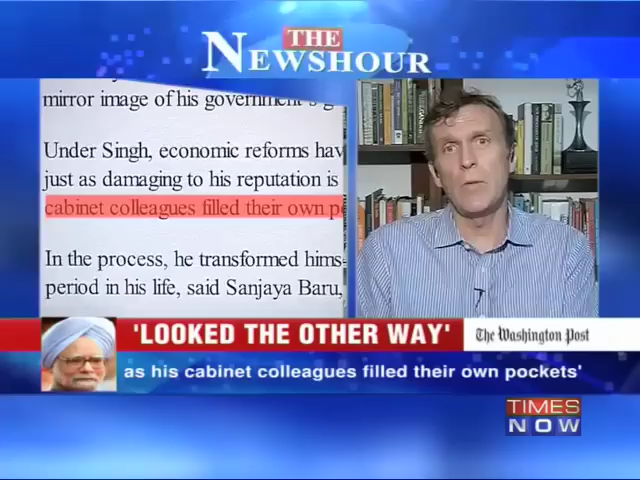 THE
NEWSHOUR
mirror image of his government's g
Under Singh, economic reforms hav
just as damaging to his reputation is
cabinet colleagues filled their own p
In the process, he transformed hims
period in his life, said Sanjaya Baru,
'LOOKED THE OTHER WAY'
The Washington Post
as his cabinet colleagues filled their own pockets'
TIMES
NOW